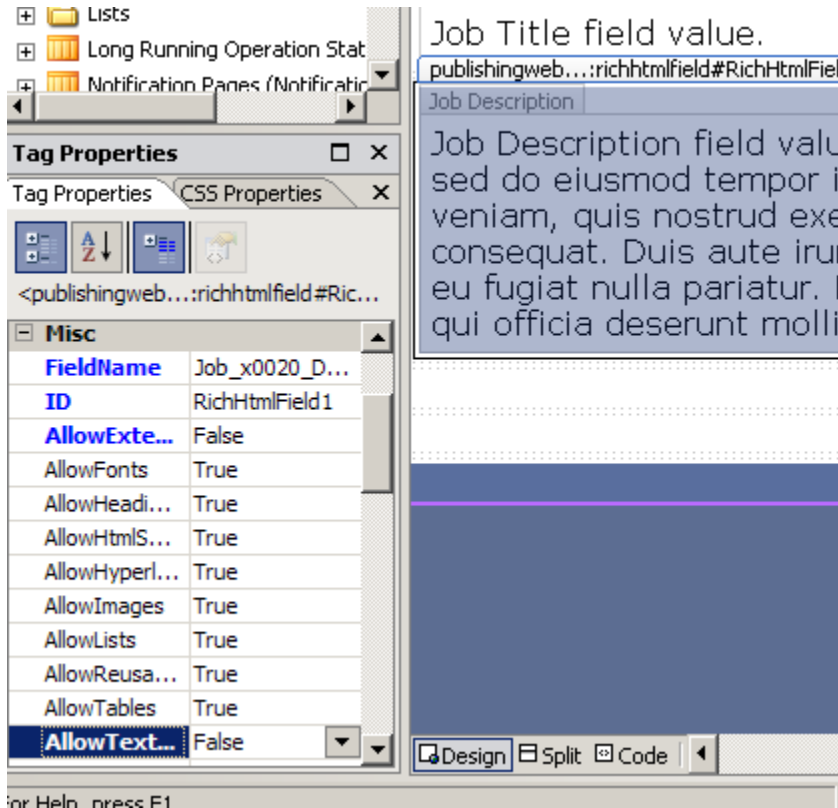 Lists
Long Running Operation Stat
Notification Pages (Notificatic
Tag Properties
Tag Properties CSS Properties
<publishingweb...:richhtmlfield#Ric...
Misc
FieldName Job_x0020_D...
ID RichHtmlField1
AllowExte... False
AllowFonts True
AllowHeadi... True
AllowHtmlS... True
AllowHyperl... True
AllowImages True
AllowLists True
AllowReusa... True
AllowTables True
AllowText... False
For Help, press F1
Job Title field value.
publishingweb...:richhtmlfield#RichHtmlFiel
Job Description
Job Description field valu
sed do eiusmod tempor i
veniam, quis nostrud exe
consequat. Duis aute irur
eu fugiat nulla pariatur.
qui officia deserunt molli
Design Split Code